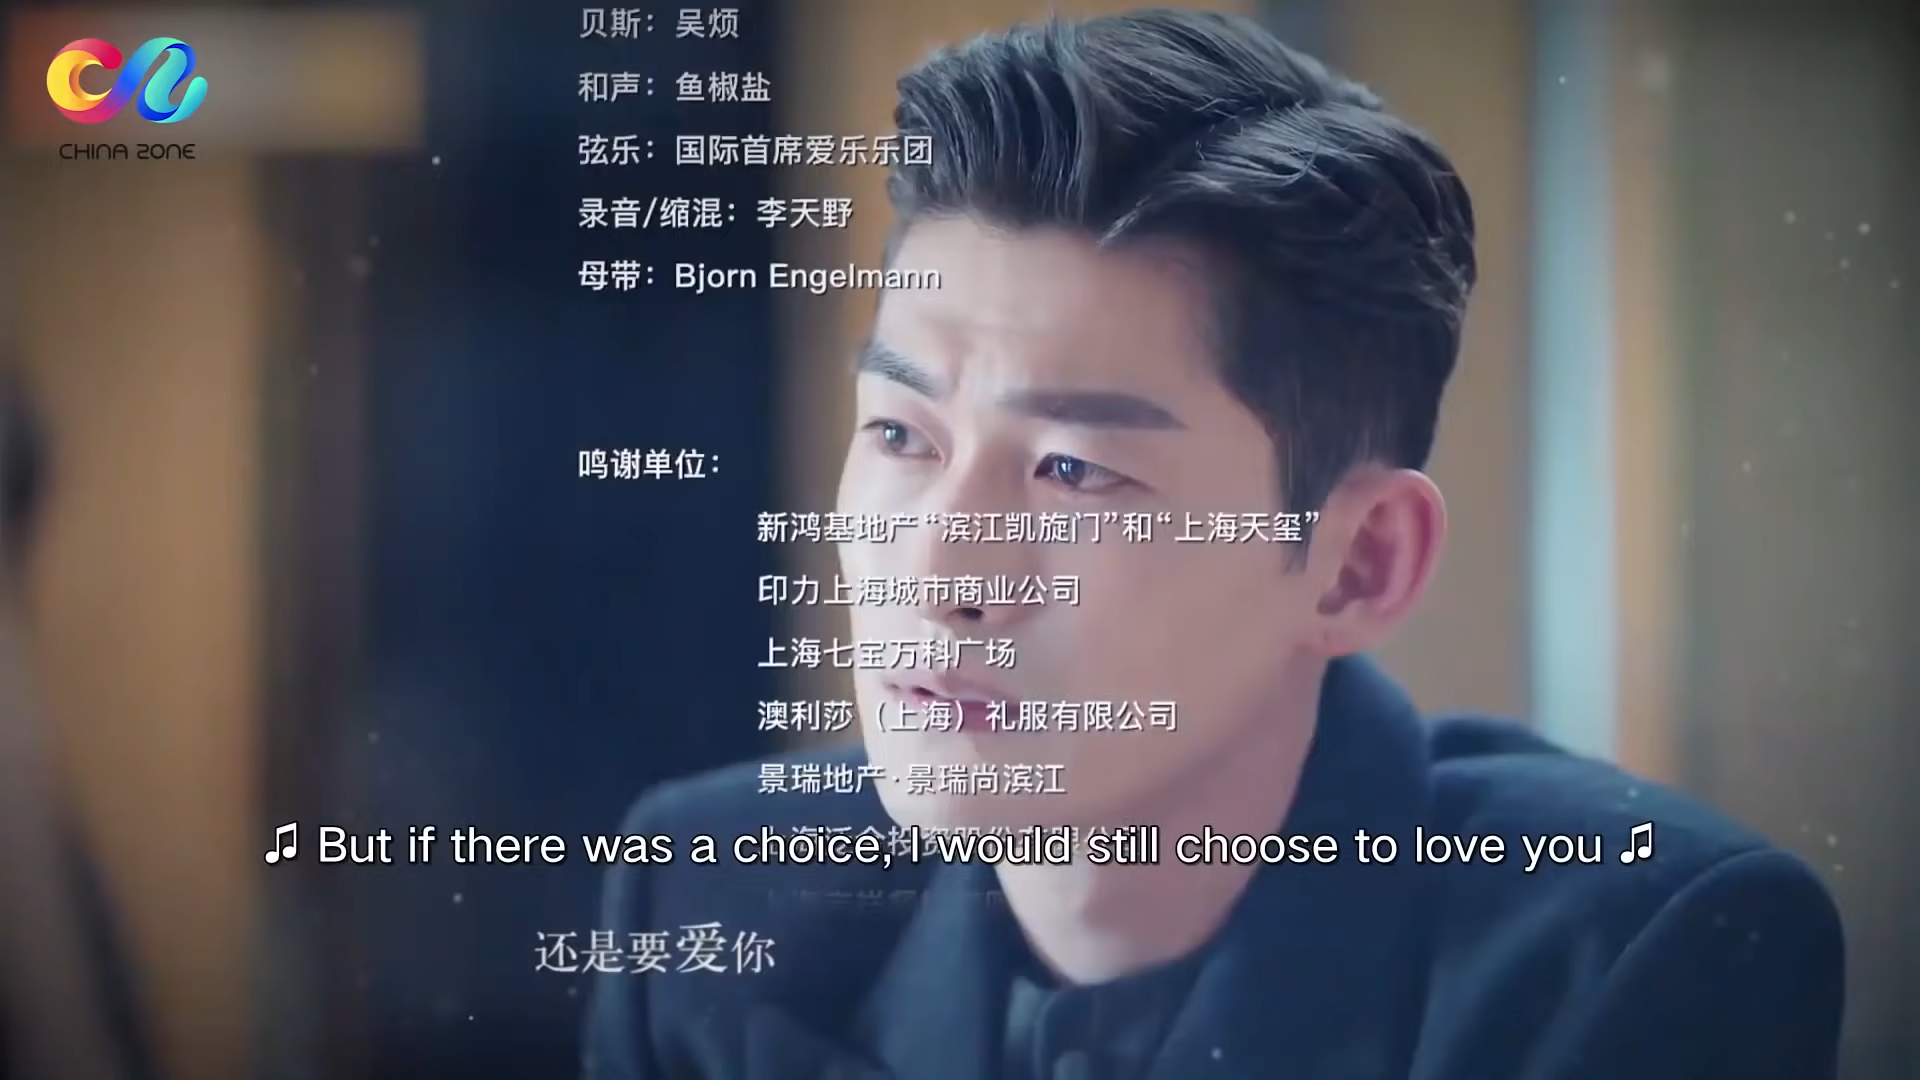 CHINA ZONE
贝斯：吴烦
和声：鱼椒盐
弦乐：国际首席爱乐乐团
录音/缩混：李天野
母带：Bjorn Engelmann
鸣谢单位：
新鸿基地产“滨江凯旋门”和“上海天玺”
印力上海城市商业公司
上海七宝万科广场
澳利莎（上海）礼服有限公司
景瑞地产·景瑞尚滨江
♫ But if there was a choice, I would still choose to love you ♫
还是要爱你